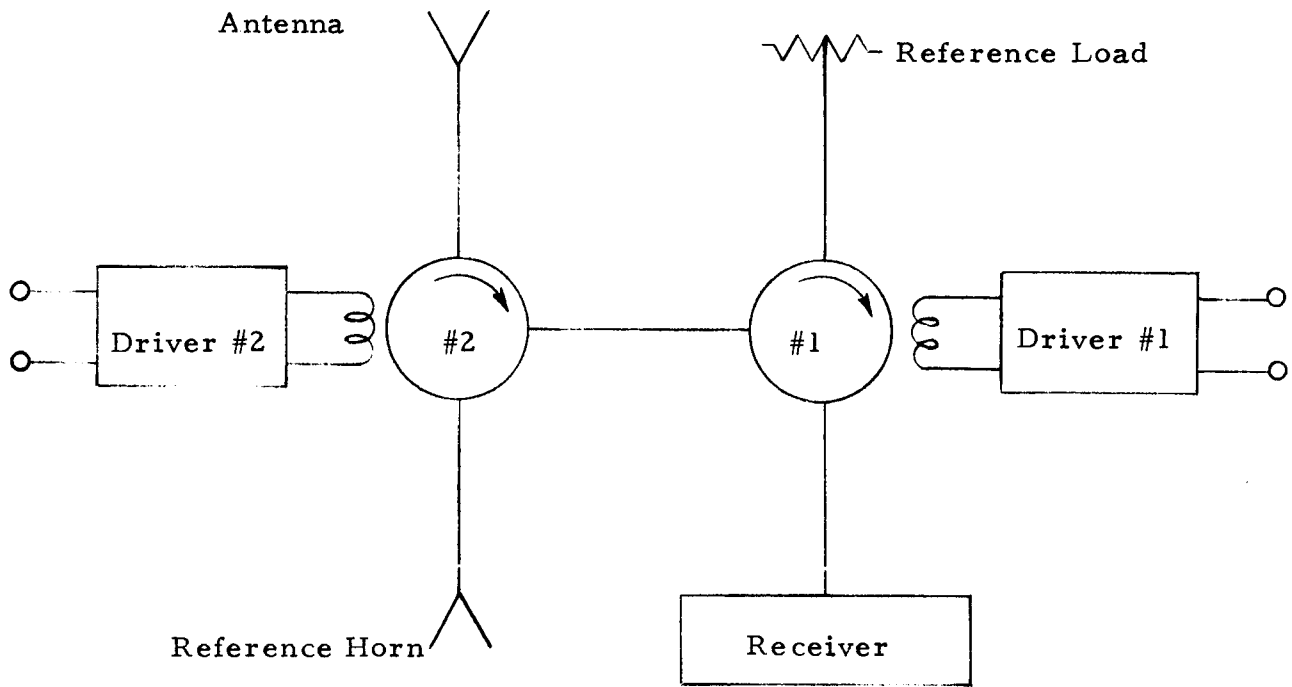 Antenna
Reference Load
Driver #2
#2
#1
Driver #1
Reference Horn
Receiver